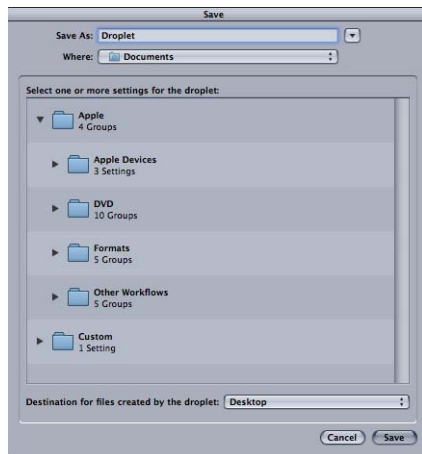 Save
Save As: Droplet
Where: Documents
Select one or more settings for the droplet:
Apple
4 Groups
Apple Devices
3 Settings
DVD
10 Groups
Formats
5 Groups
Other Workflows
5 Groups
Custom
1 Setting
Destination for files created by the droplet: Desktop
Cancel Save